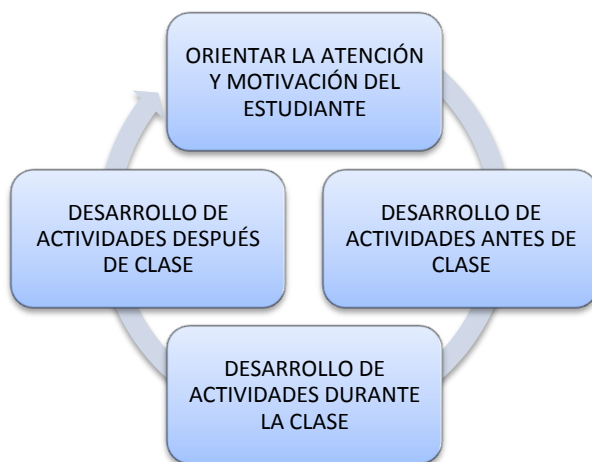 ORIENTAR LA ATENCIÓN
Y MOTIVACIÓN DEL
ESTUDIANTE
DESARROLLO DE
ACTIVIDADES ANTES DE
CLASE
DESARROLLO DE
ACTIVIDADES DURANTE
LA CLASE
DESARROLLO DE
ACTIVIDADES DESPUÉS
DE CLASE